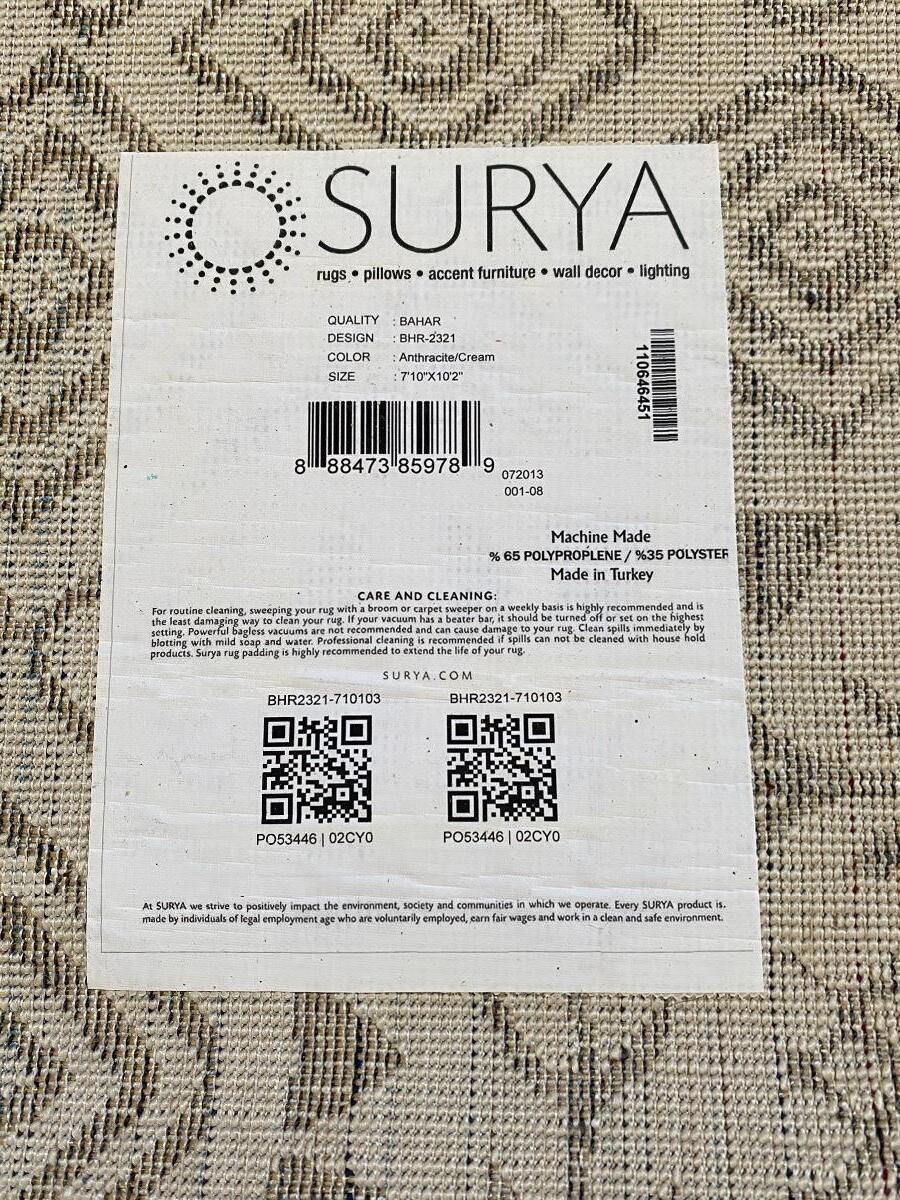 SURYA
rugs • pillows • accent furniture • wall decor • lighting
QUALITY : BAHAR
DESIGN : BHR-2321
COLOR : Anthracite/Cream
SIZE : 7'10"X10'2"
110646451
8 88473 85978 9
072013
001-08
Machine Made
% 65 POLYPROPLENE / %35 POLYSTER
Made in Turkey
CARE AND CLEANING:
For routine cleaning, sweeping your rug with a broom or carpet sweeper on a weekly basis is highly recommended and is
the least damaging way to clean your rug. If your vacuum has a beater bar, it should be turned off or set on the highest
setting. Powerful bagless vacuums are not recommended and can cause damage to your rug. Clean spills immediately by
blotting with mild soap and water. Professional cleaning is recommended if spills can not be cleaned with house hold
products. Surya rug padding is highly recommended to extend the life of your rug.
SURYA.COM
BHR2321-710103 BHR2321-710103
PO53446 | 02CY0 PO53446 | 02CY0
At SURYA we strive to positively impact the environment, society and communities in which we operate. Every SURYA product is.
made by individuals of legal employment age who are voluntarily employed, earn fair wages and work in a clean and safe environment.